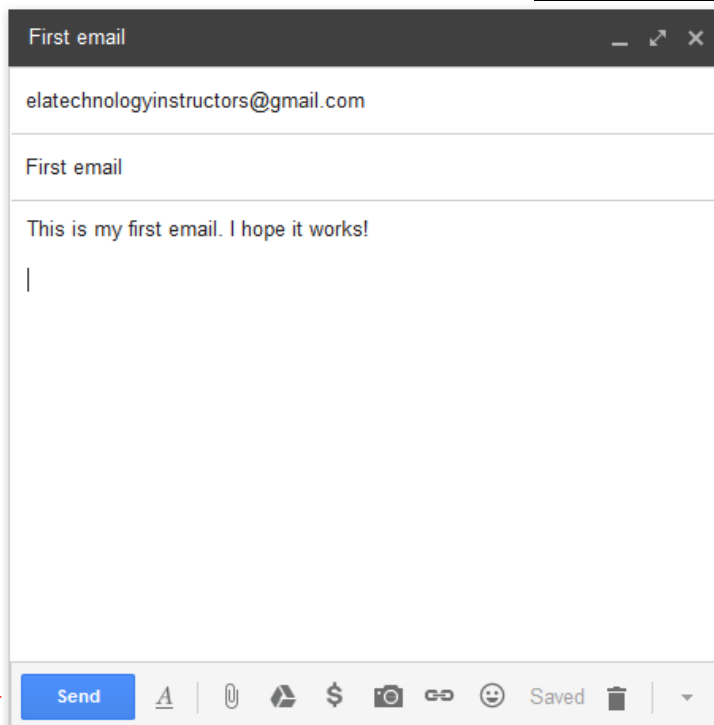 First email
elatechnologyinstructors@gmail.com
First email
This is my first email. I hope it works!
Send A $ Saved